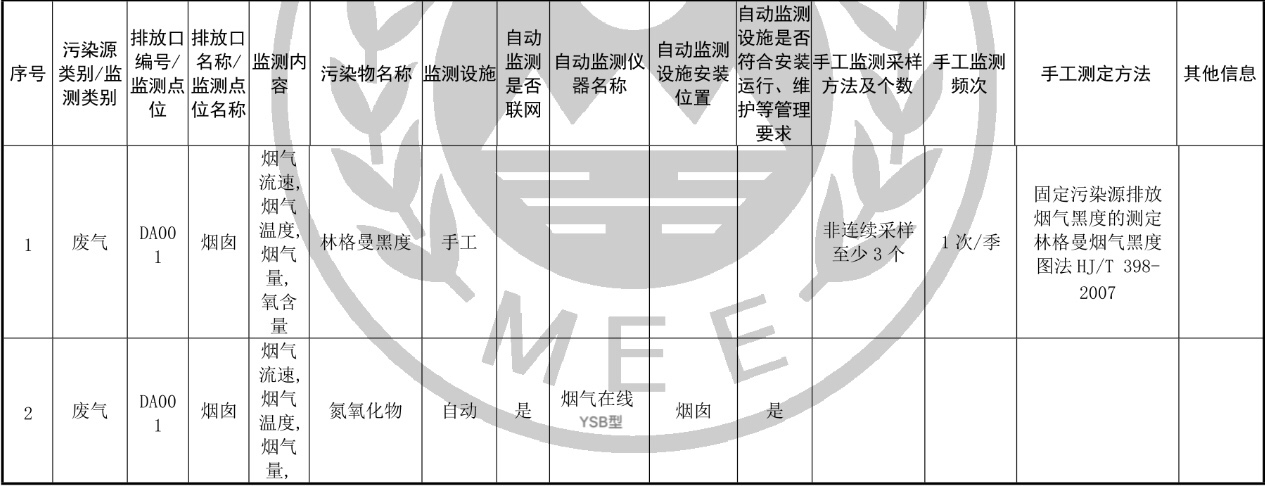 序号
污染源
类别/监
测类别
排放口
编号/
监测点
位
排放口
名称/
监测点
位名称
监测内
容
污染物名称
监测设施
自动
监测
是否
联网
自动监测仪
器名称
自动监测
设施安装
位置
自动监测
设施是否
符合安装
运行、维
护等管理
要求
手工监测采样
方法及个数
手工监测
频次
手工测定方法
其他信息
1
废气
DA00
1
烟囱
烟气
流速,
烟气
温度,
烟气
量,
氧含
量
林格曼黑度
手工
非连续采样
至少3个
1次/季
固定污染源排放
烟气黑度的测定
林格曼烟气黑度
图法HJ/T 398-
2007
2
废气
DA00
1
烟囱
烟气
流速,
烟气
温度,
烟气
量,
氮氧化物
自动
是
烟气在线
YSB型
烟囱
是
MEE